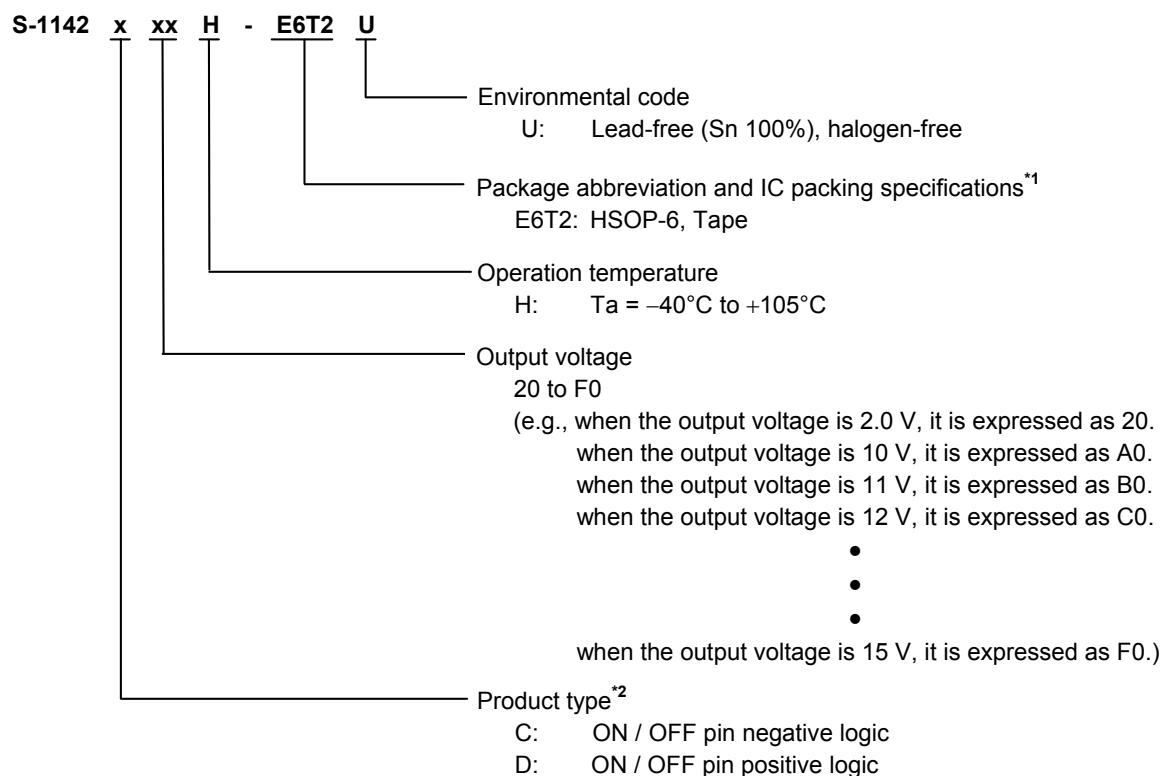 S-1142 x xx H - E6T2 U
Environmental code
U: Lead-free (Sn 100%), halogen-free
Package abbreviation and IC packing specifications*1
E6T2: HSOP-6, Tape
Operation temperature
H: Ta = −40°C to +105°C
Output voltage
20 to F0
(e.g., when the output voltage is 2.0 V, it is expressed as 20.
when the output voltage is 10 V, it is expressed as A0.
when the output voltage is 11 V, it is expressed as B0.
when the output voltage is 12 V, it is expressed as C0.
•
•
•
when the output voltage is 15 V, it is expressed as F0.)
Product type*2
C: ON / OFF pin negative logic
D: ON / OFF pin positive logic